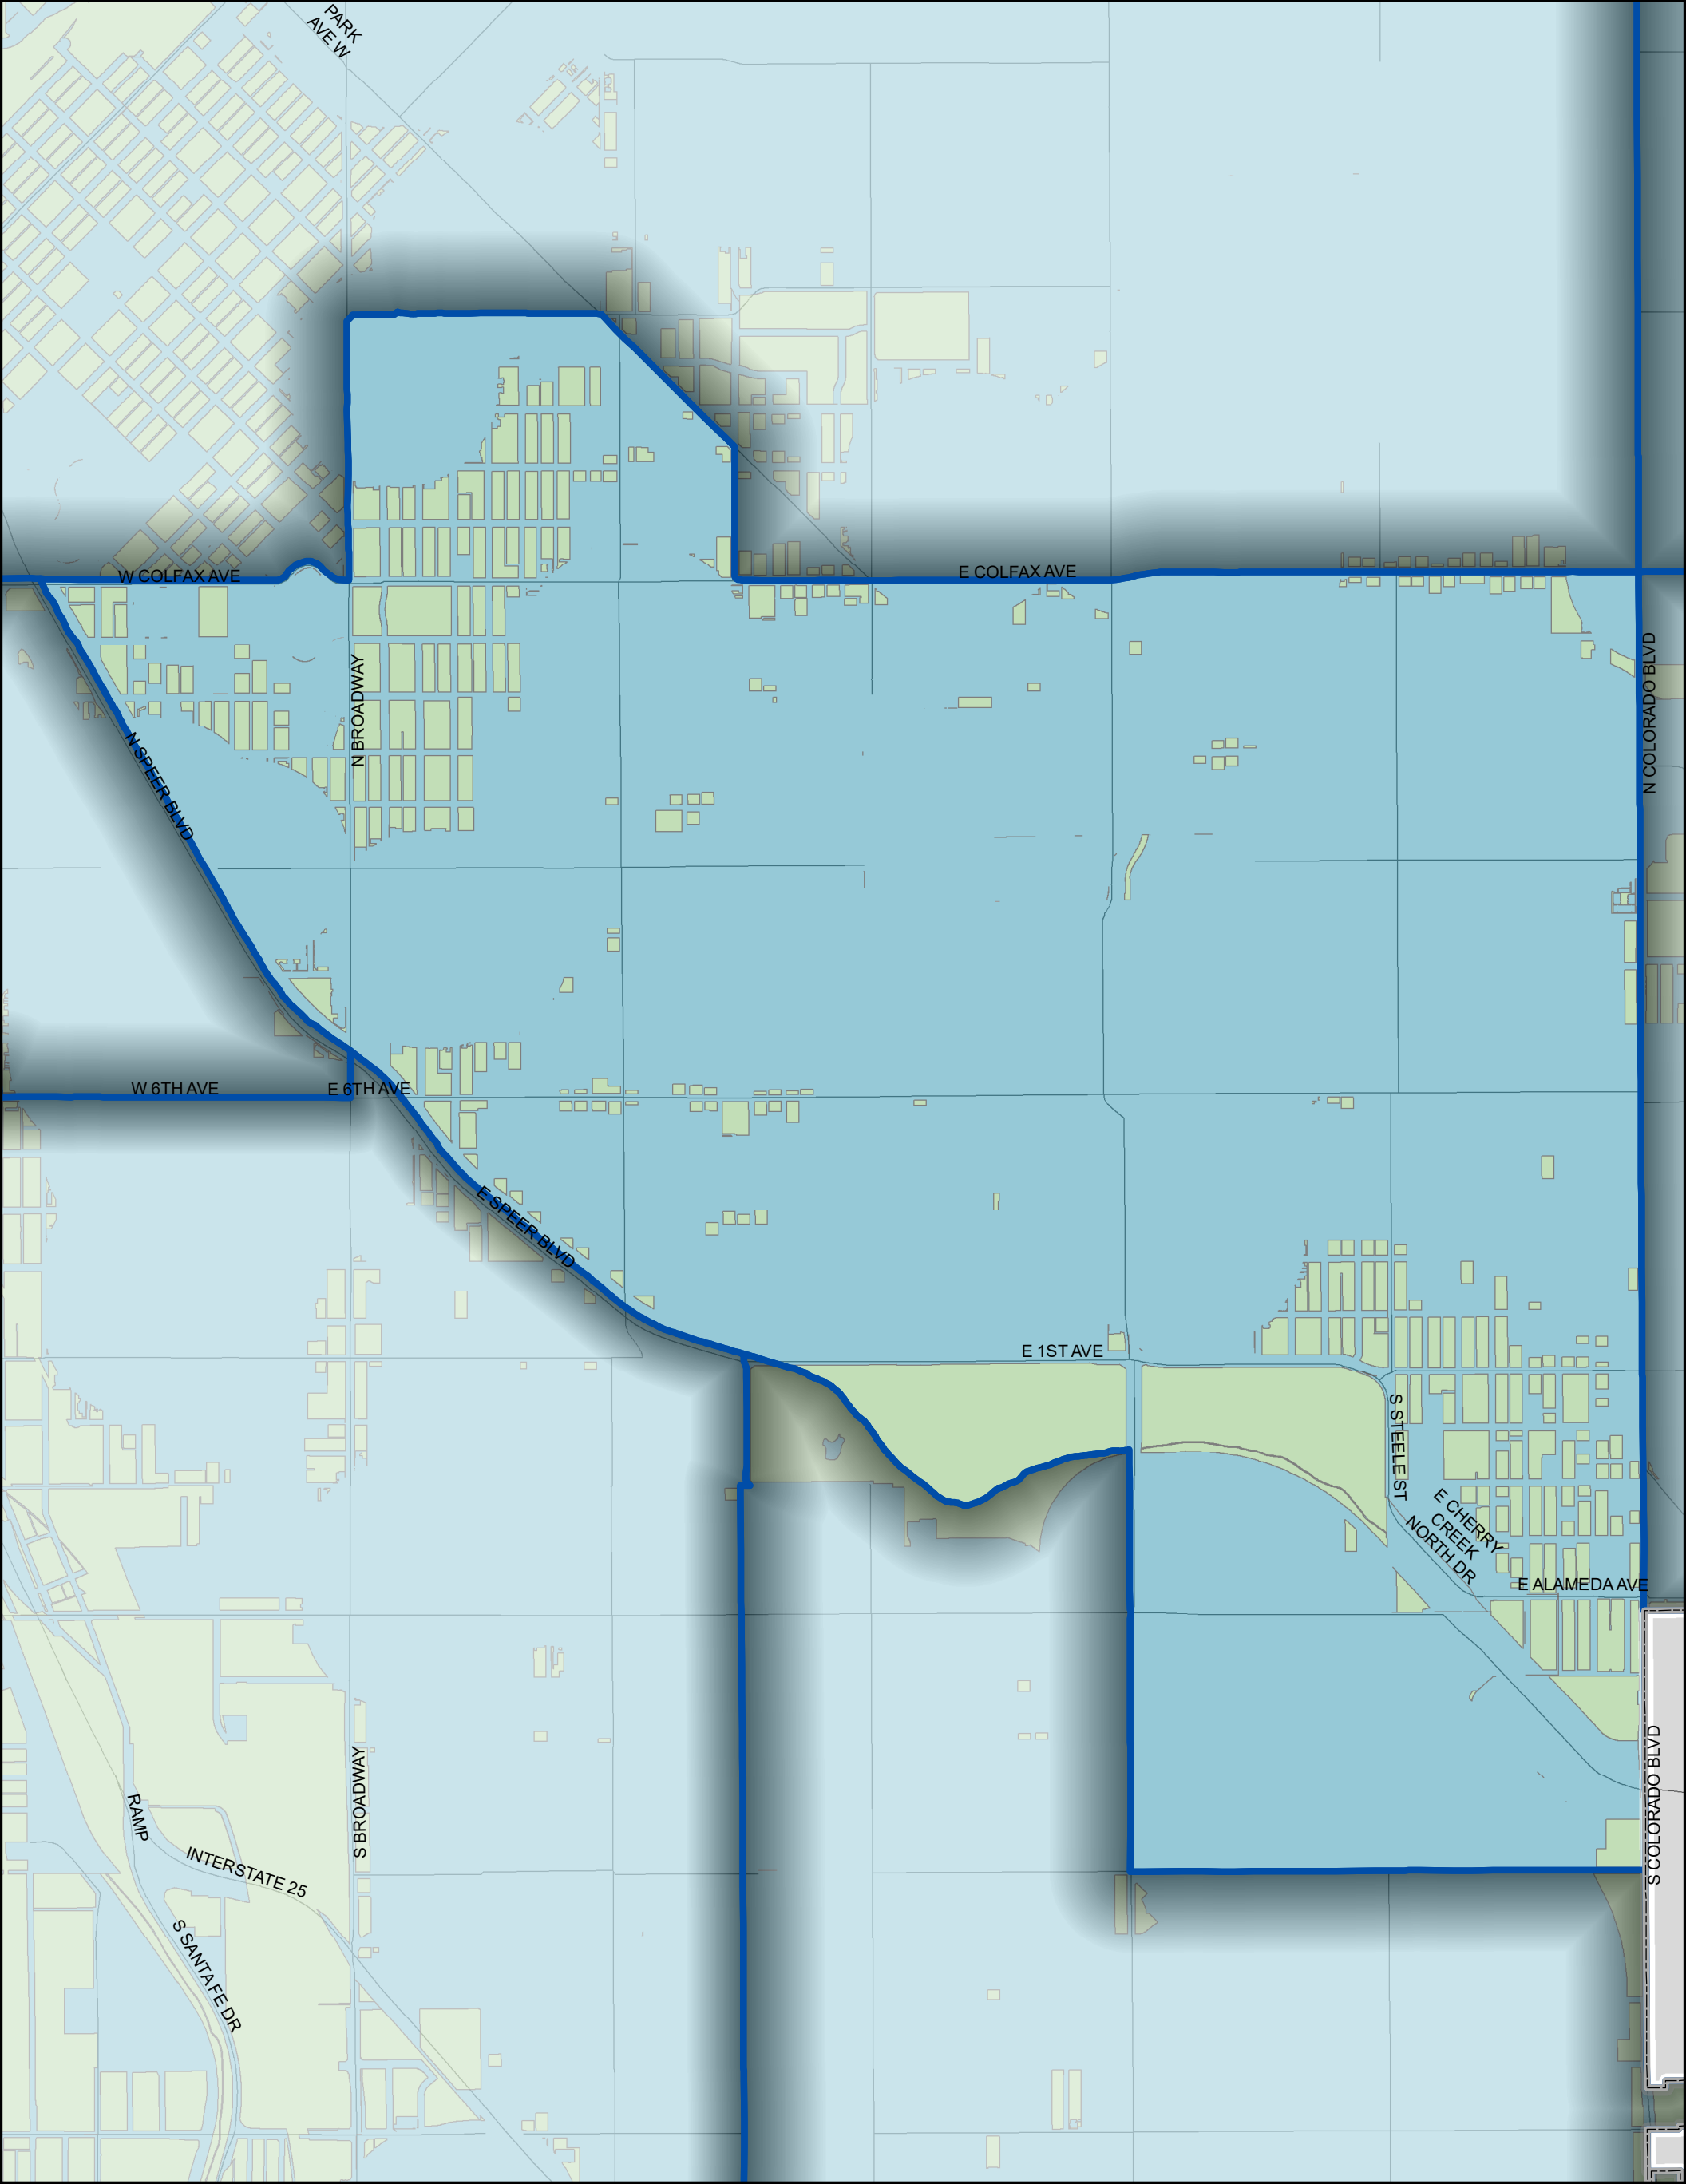 PARK
AVE W
W COLFAX AVE
E COLFAX AVE
N BROADWAY
N COLORADO BLVD
N SPEER BLVD
W 6TH AVE
E 6TH AVE
E SPEER BLVD
E 1ST AVE
S STEELE ST
E CHERRY
CREEK
NORTH DR
E ALAMEDA AVE
S COLORADO BLVD
S BROADWAY
RAMP
INTERSTATE 25
S SANTA FE DR